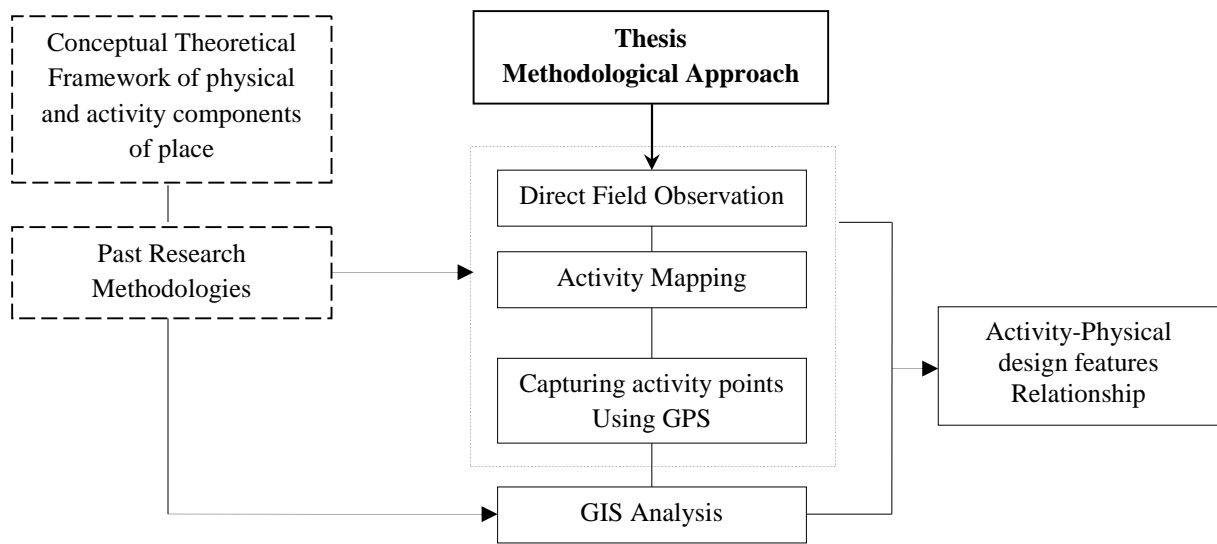 Conceptual Theoretical
Framework of physical
and activity components
of place
Thesis
Methodological Approach
Direct Field Observation
Past Research
Methodologies
Activity Mapping
Capturing activity points
Using GPS
GIS Analysis
Activity-Physical
design features
Relationship